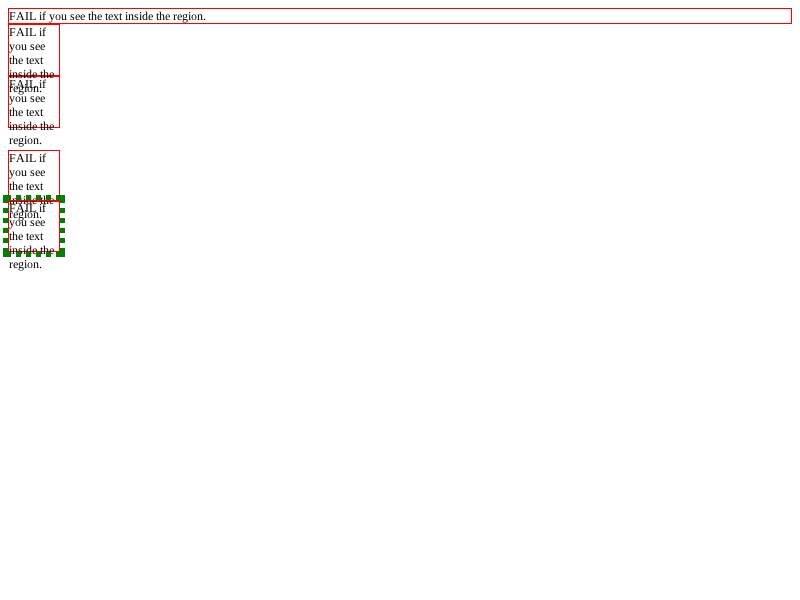 FAIL if you see the text inside the region.
FAIL if
you see
the text
inside the
region.
FAIL if
you see
the text
inside the
region.
FAIL if
you see
the text
inside the
region.
FAIL if
you see
the text
inside the
region.